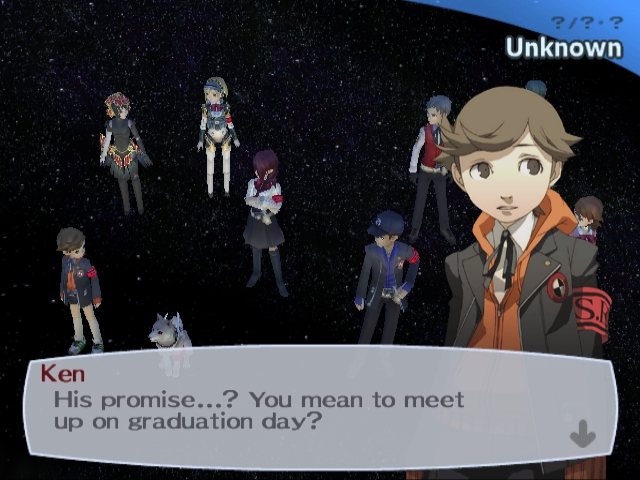 ?/?·?
Unknown
S.
Ken
His promise...? You mean to meet
up on graduation day?